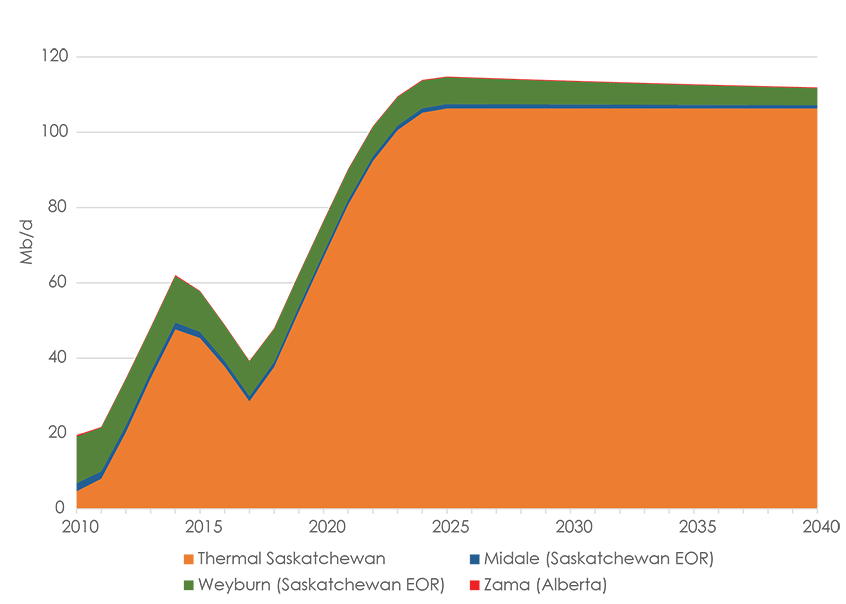 120
100
80
60
40
20
0
Mb/d
2010 2015 2020 2025 2030 2035 2040
Thermal Saskatchewan Midale (Saskatchewan EOR)
Weyburn (Saskatchewan EOR) Zama (Alberta)